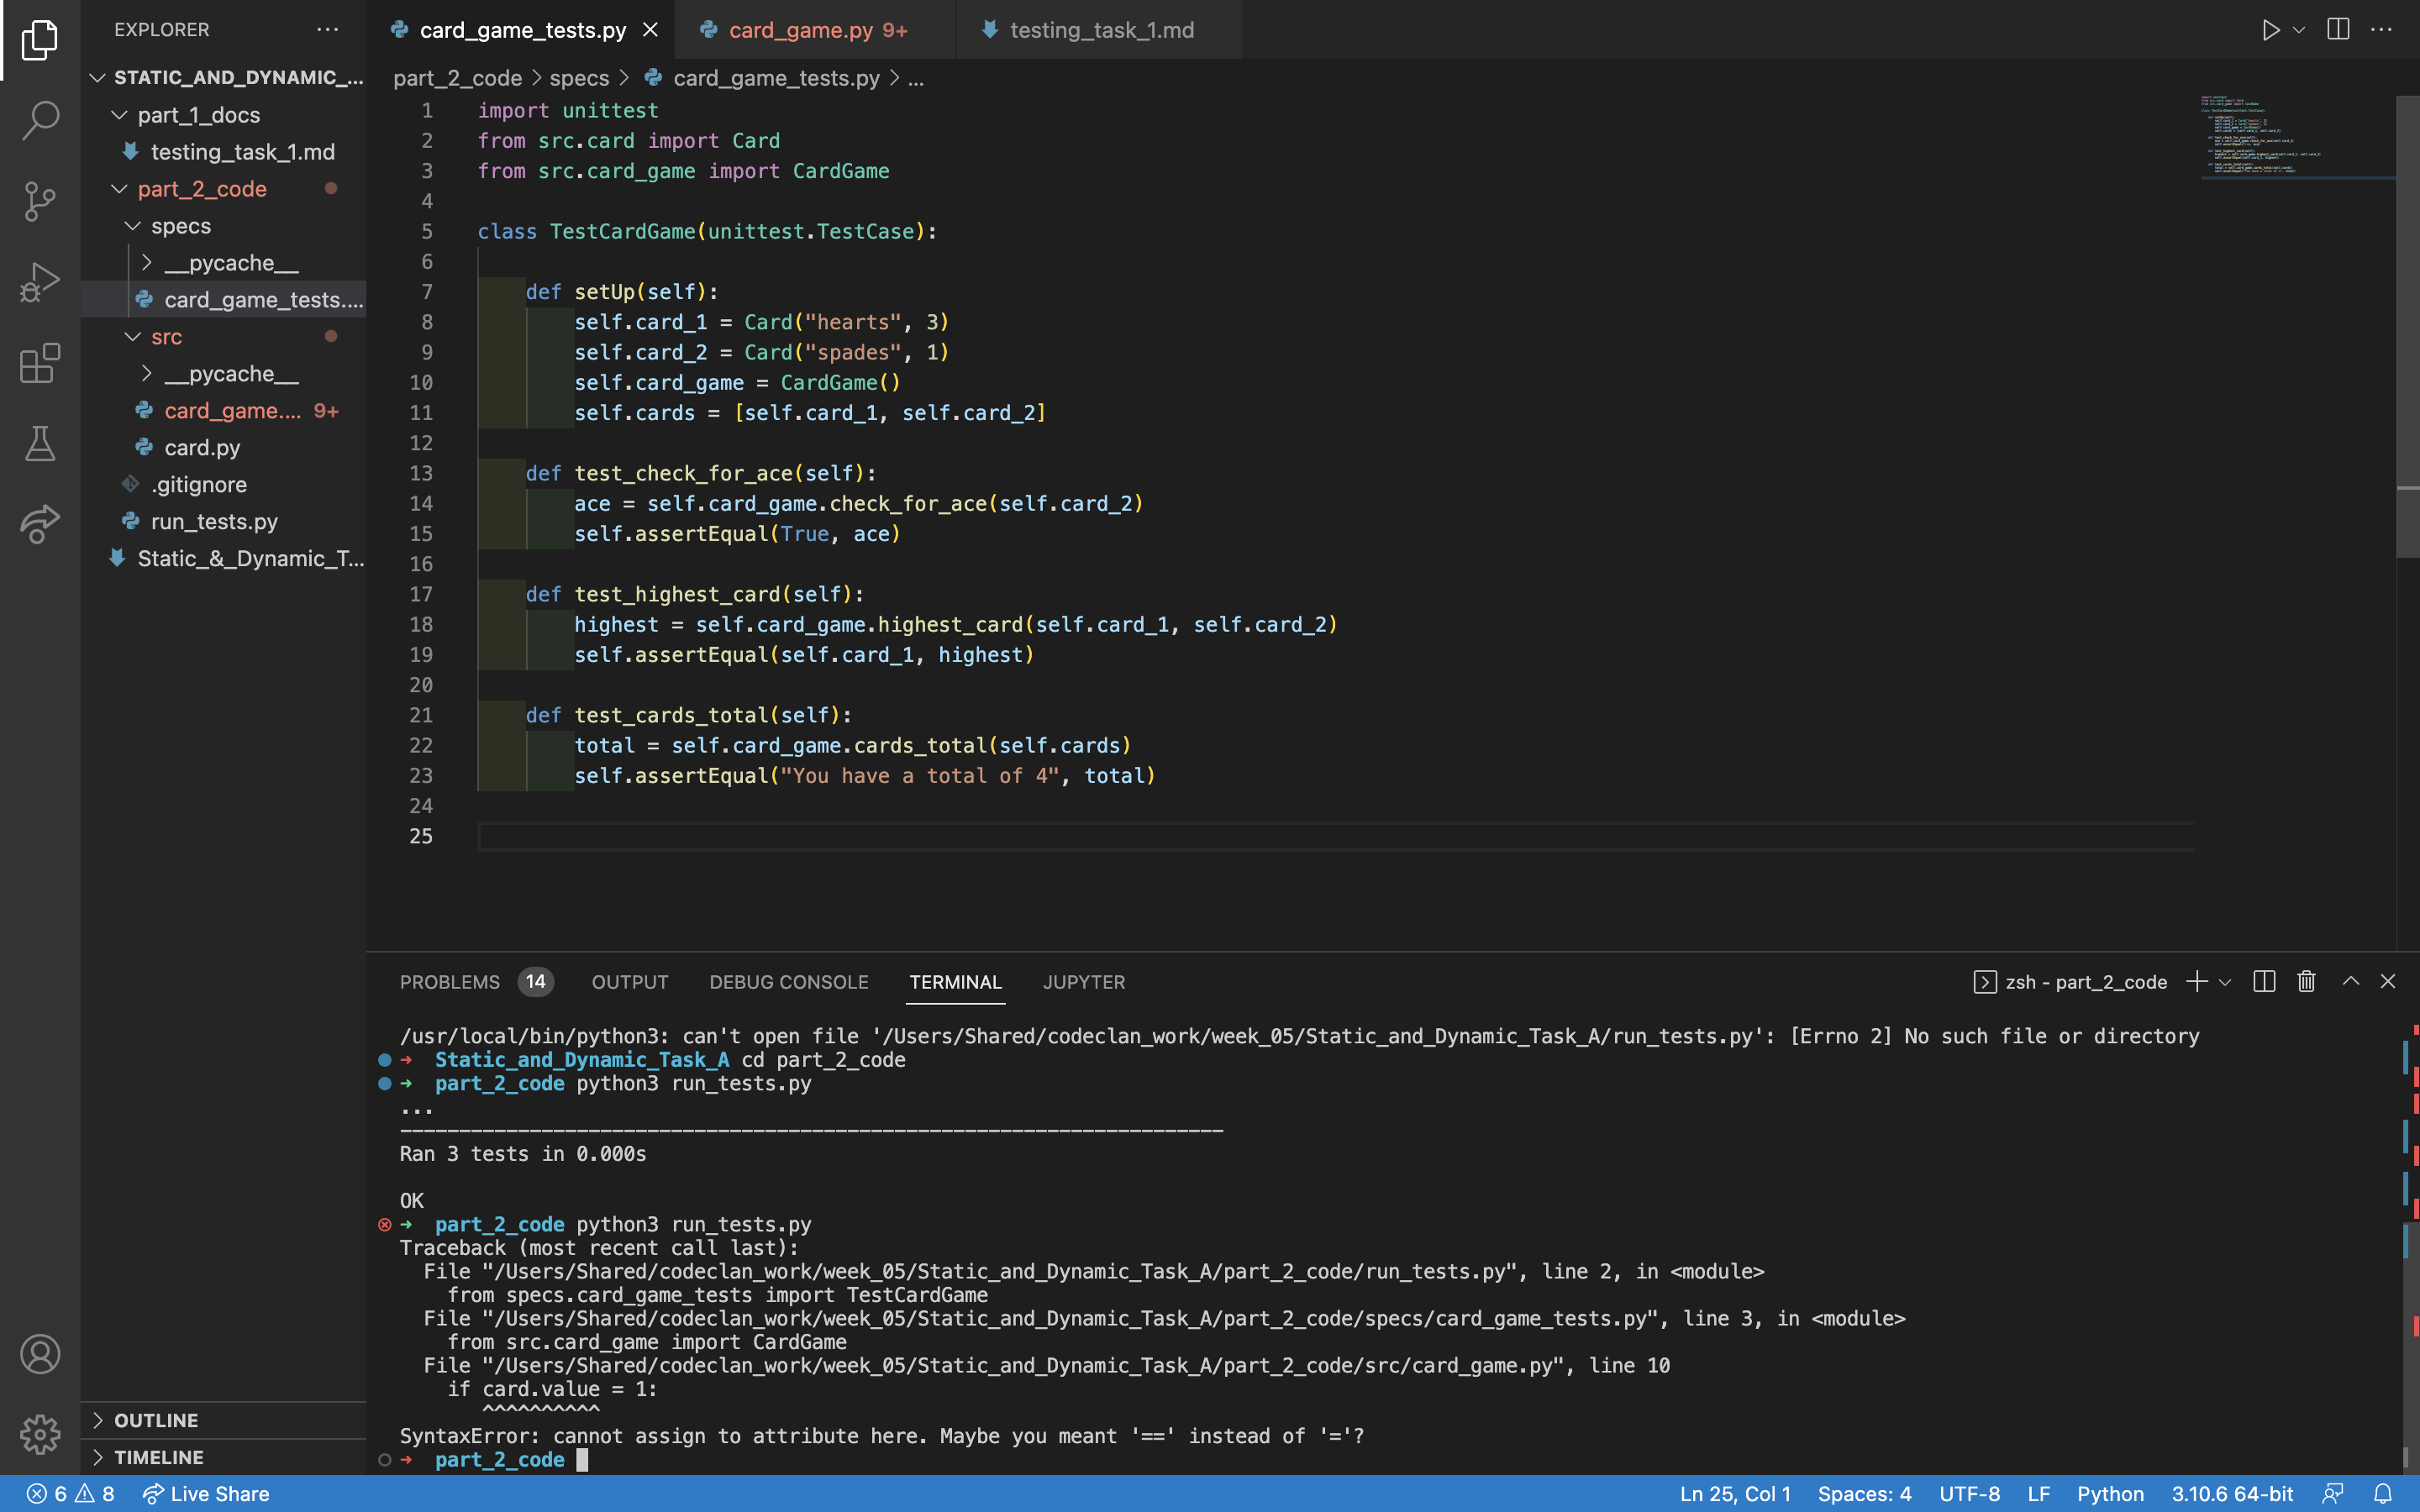 EXPLORER
STATIC_AND_DYNAMIC_...
part_1_docs
testing_task_1.md
part_2_code
specs
__pycache__
card_game_tests....
src
__pycache__
card_game.... 9+
card.py
.gitignore
run_tests.py
Static_&_Dynamic_T...
OUTLINE
TIMELINE
card_game_tests.py
card_game.py 9+
testing_task_1.md
part_2_code > specs > card_game_tests.py > ...
1 import unittest
2 from src.card import Card
3 from src.card_game import CardGame
4
5 class TestCardGame(unittest.TestCase):
6
7     def setUp(self):
8         self.card_1 = Card("hearts", 3)
9         self.card_2 = Card("spades", 1)
10         self.card_game = CardGame()
11         self.cards = [self.card_1, self.card_2]
12
13     def test_check_for_ace(self):
14         ace = self.card_game.check_for_ace(self.card_2)
15         self.assertEqual(True, ace)
16
17     def test_highest_card(self):
18         highest = self.card_game.highest_card(self.card_1, self.card_2)
19         self.assertEqual(self.card_1, highest)
20
21     def test_cards_total(self):
22         total = self.card_game.cards_total(self.cards)
23         self.assertEqual("You have a total of 4", total)
24
25
PROBLEMS 14 OUTPUT DEBUG CONSOLE TERMINAL JUPYTER
zsh - part_2_code
/usr/local/bin/python3: can't open file '/Users/Shared/codeclan_work/week_05/Static_and_Dynamic_Task_A/run_tests.py': [Errno 2] No such file or directory
➜  Static_and_Dynamic_Task_A cd part_2_code
➜  part_2_code python3 run_tests.py
...
----------------------------------------------------------------------
Ran 3 tests in 0.000s
OK
➜  part_2_code python3 run_tests.py
Traceback (most recent call last):
  File "/Users/Shared/codeclan_work/week_05/Static_and_Dynamic_Task_A/part_2_code/run_tests.py", line 2, in <module>
    from specs.card_game_tests import TestCardGame
  File "/Users/Shared/codeclan_work/week_05/Static_and_Dynamic_Task_A/part_2_code/specs/card_game_tests.py", line 3, in <module>
    from src.card_game import CardGame
  File "/Users/Shared/codeclan_work/week_05/Static_and_Dynamic_Task_A/part_2_code/src/card_game.py", line 10
    if card.value = 1:
       ^^^^^^^^^^
SyntaxError: cannot assign to attribute here. Maybe you meant '==' instead of '='?
➜  part_2_code
6 8 Live Share
Ln 25, Col 1 Spaces: 4 UTF-8 LF Python 3.10.6 64-bit